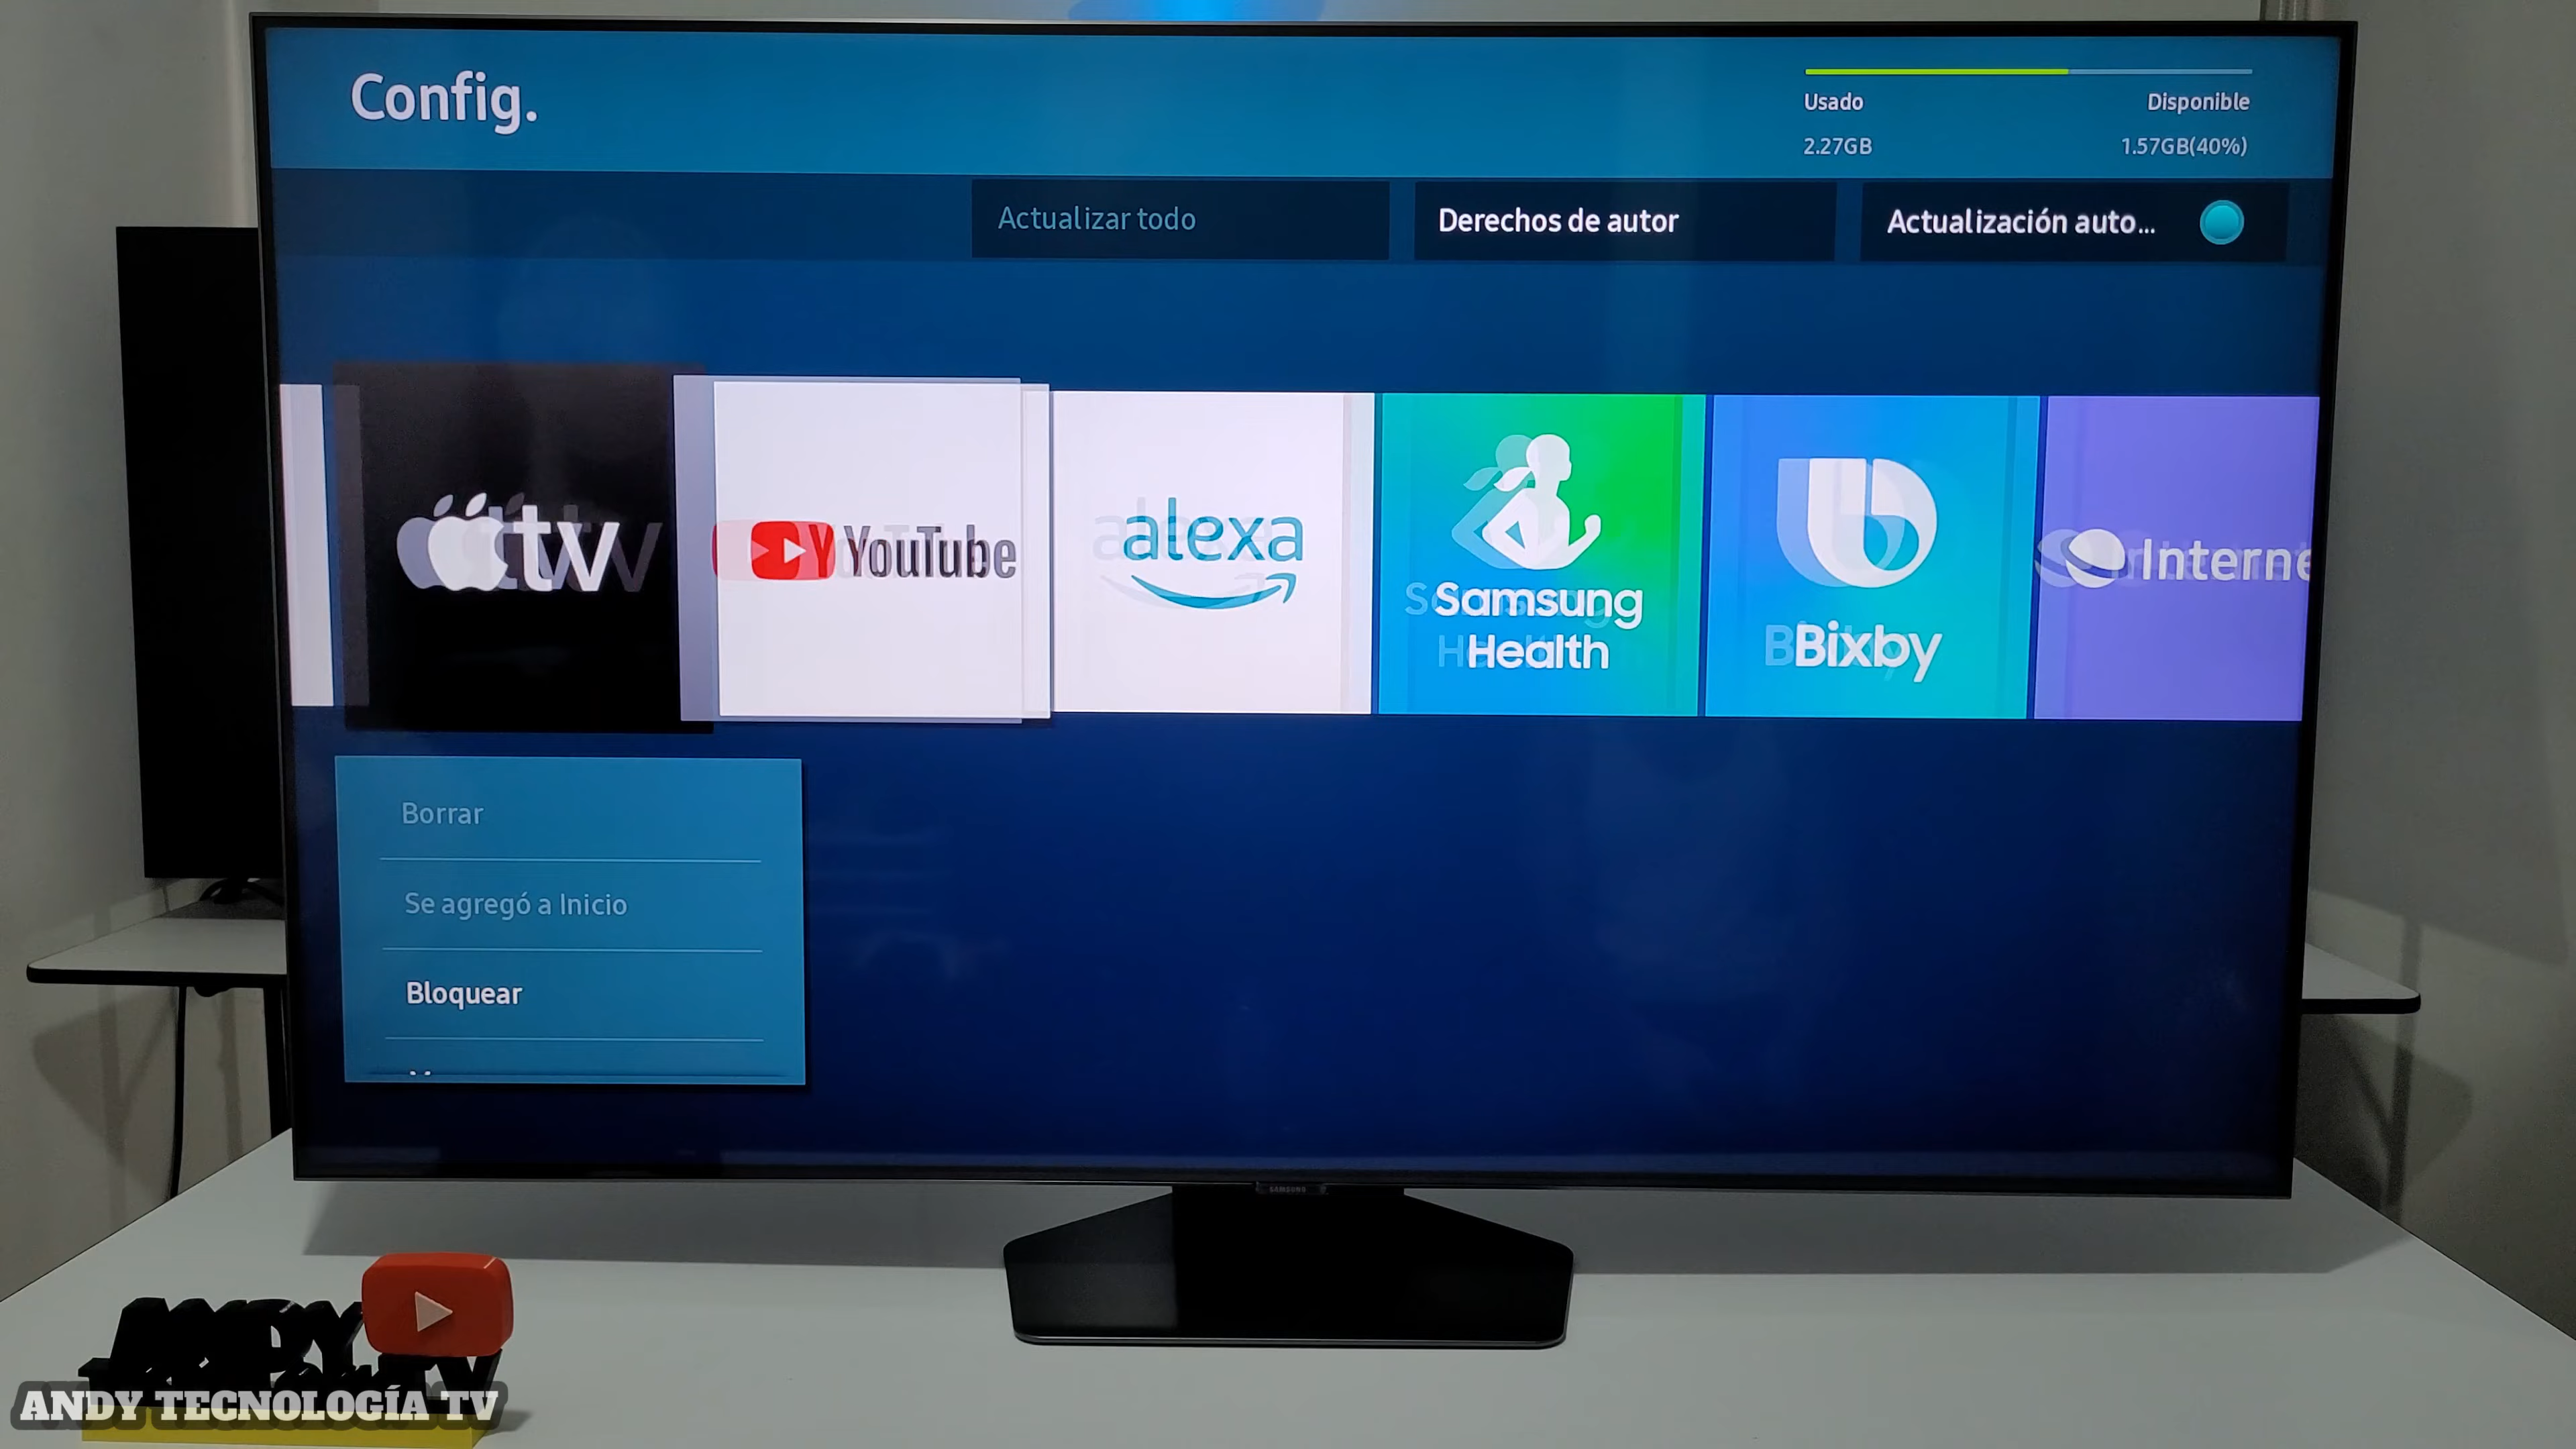 Config.
Usado
Disponible
2.27GB
1.57GB(40%)
Actualizar todo
Derechos de autor
Actualización auto...
tv
YouTube
alexa
Samsung
Health
Bixby
Interne
Borrar
Se agregó a Inicio
Bloquear
SAMSUNG
ANDY TECNOLOGÍA TV